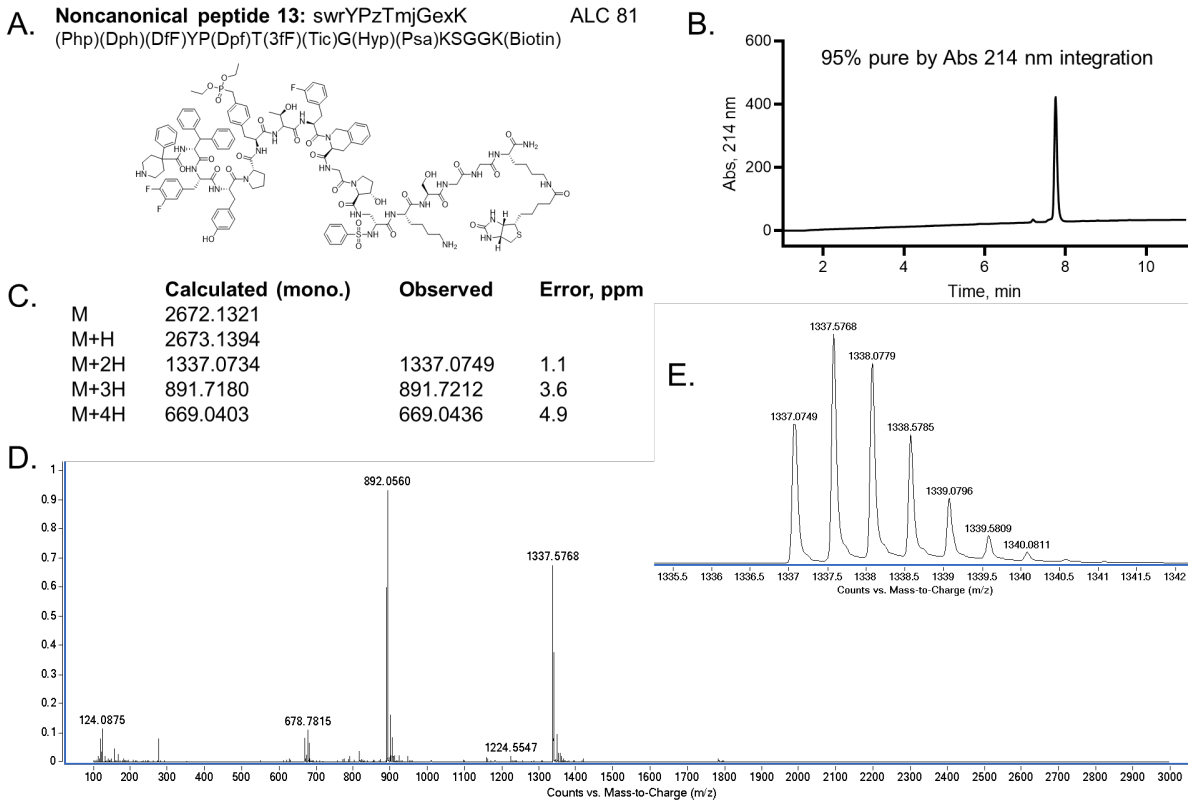 A.
Noncanonical peptide 13: swrYPzTmjGexK ALC 81
(Php)(Dph)(DfF)YP(Dpf)T(3fF)(Tic)G(Hyp)(Psa)KSGGK(Biotin)
B.
600
400
200
0
Abs, 214 nm
95% pure by Abs 214 nm integration
2 4 6 8 10
Time, min
C.
Calculated (mono.) Observed Error, ppm
M 2672.1321
M+H 2673.1394
M+2H 1337.0734 1337.0749 1.1
M+3H 891.7180 891.7212 3.6
M+4H 669.0403 669.0436 4.9
D.
1
0.9
0.8
0.7
0.6
0.5
0.4
0.3
0.2
0.1
0
892.0560
1337.5768
124.0875
678.7815
1224.5547
100 200 300 400 500 600 700 800 900 1000 1100 1200 1300 1400 1500 1600 1700 1800 1900 2000 2100 2200 2300 2400 2500 2600 2700 2800 2900 3000
Counts vs. Mass-to-Charge (m/z)
E.
1337.5768
1338.0779
1337.0749
1338.5785
1339.0796
1339.5809
1340.0811
1335.5 1336 1336.5 1337 1337.5 1338 1338.5 1339 1339.5 1340 1340.5 1341 1341.5 1342
Counts vs. Mass-to-Charge (m/z)